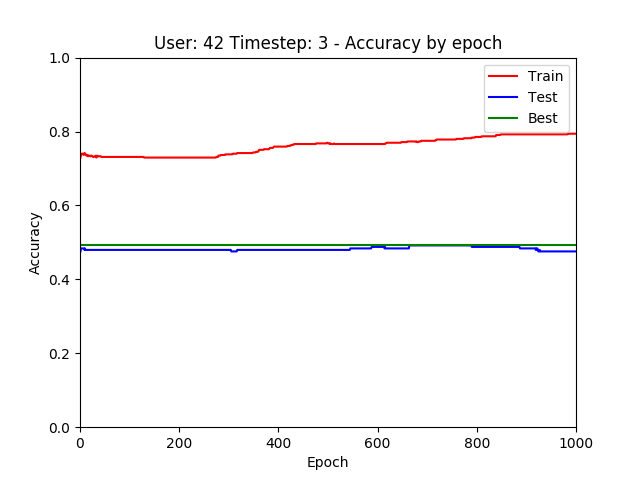 User: 42 Timestep: 3 - Accuracy by epoch
Train
Test
Best
Accuracy
1.0
0.8
0.6
0.4
0.2
0.0
0 200 400 600 800 1000
Epoch